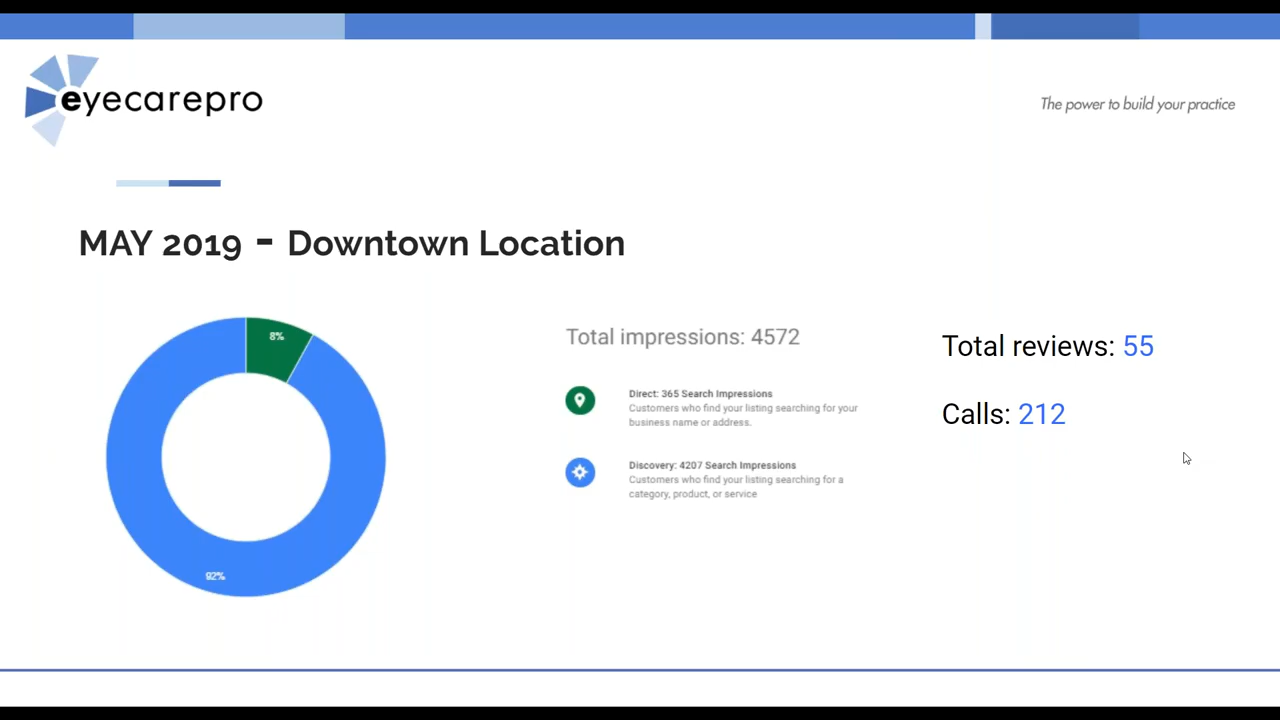 eyecarepro
The power to build your practice
MAY 2019 - Downtown Location
8%
92%
Total impressions: 4572
Direct: 365 Search Impressions
Customers who find your listing searching for your
business name or address.
Discovery: 4207 Search Impressions
Customers who find your listing searching for a
category, product, or service
Total reviews: 55
Calls: 212